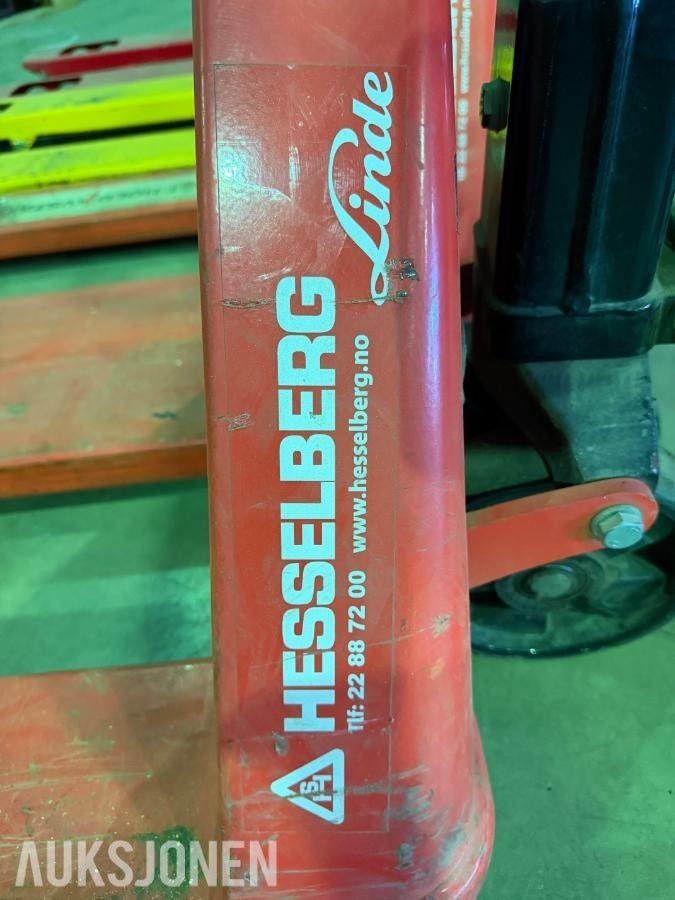 Linde
HESSELBERG
Tlf: 22 88 72 00 www.hesselberg.no
AUKSJONEN